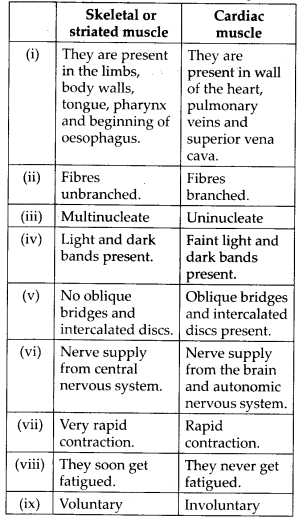 Skeletal or striated muscle | Cardiac muscle
(i) | They are present in the limbs, body walls, tongue, pharynx and beginning of oesophagus. | They are present in wall of the heart, pulmonary veins and superior vena cava.
(ii) | Fibres unbranched. | Fibres branched.
(iii) | Multinucleate | Uninucleate
(iv) | Light and dark bands present. | Faint light and dark bands present.
(v) | No oblique bridges and intercalated discs. | Oblique bridges and intercalated discs present.
(vi) | Nerve supply from central nervous system. | Nerve supply from the brain and autonomic nervous system.
(vii) | Very rapid contraction. | Rapid contraction.
(viii) | They soon get fatigued. | They never get fatigued.
(ix) | Voluntary | Involuntary